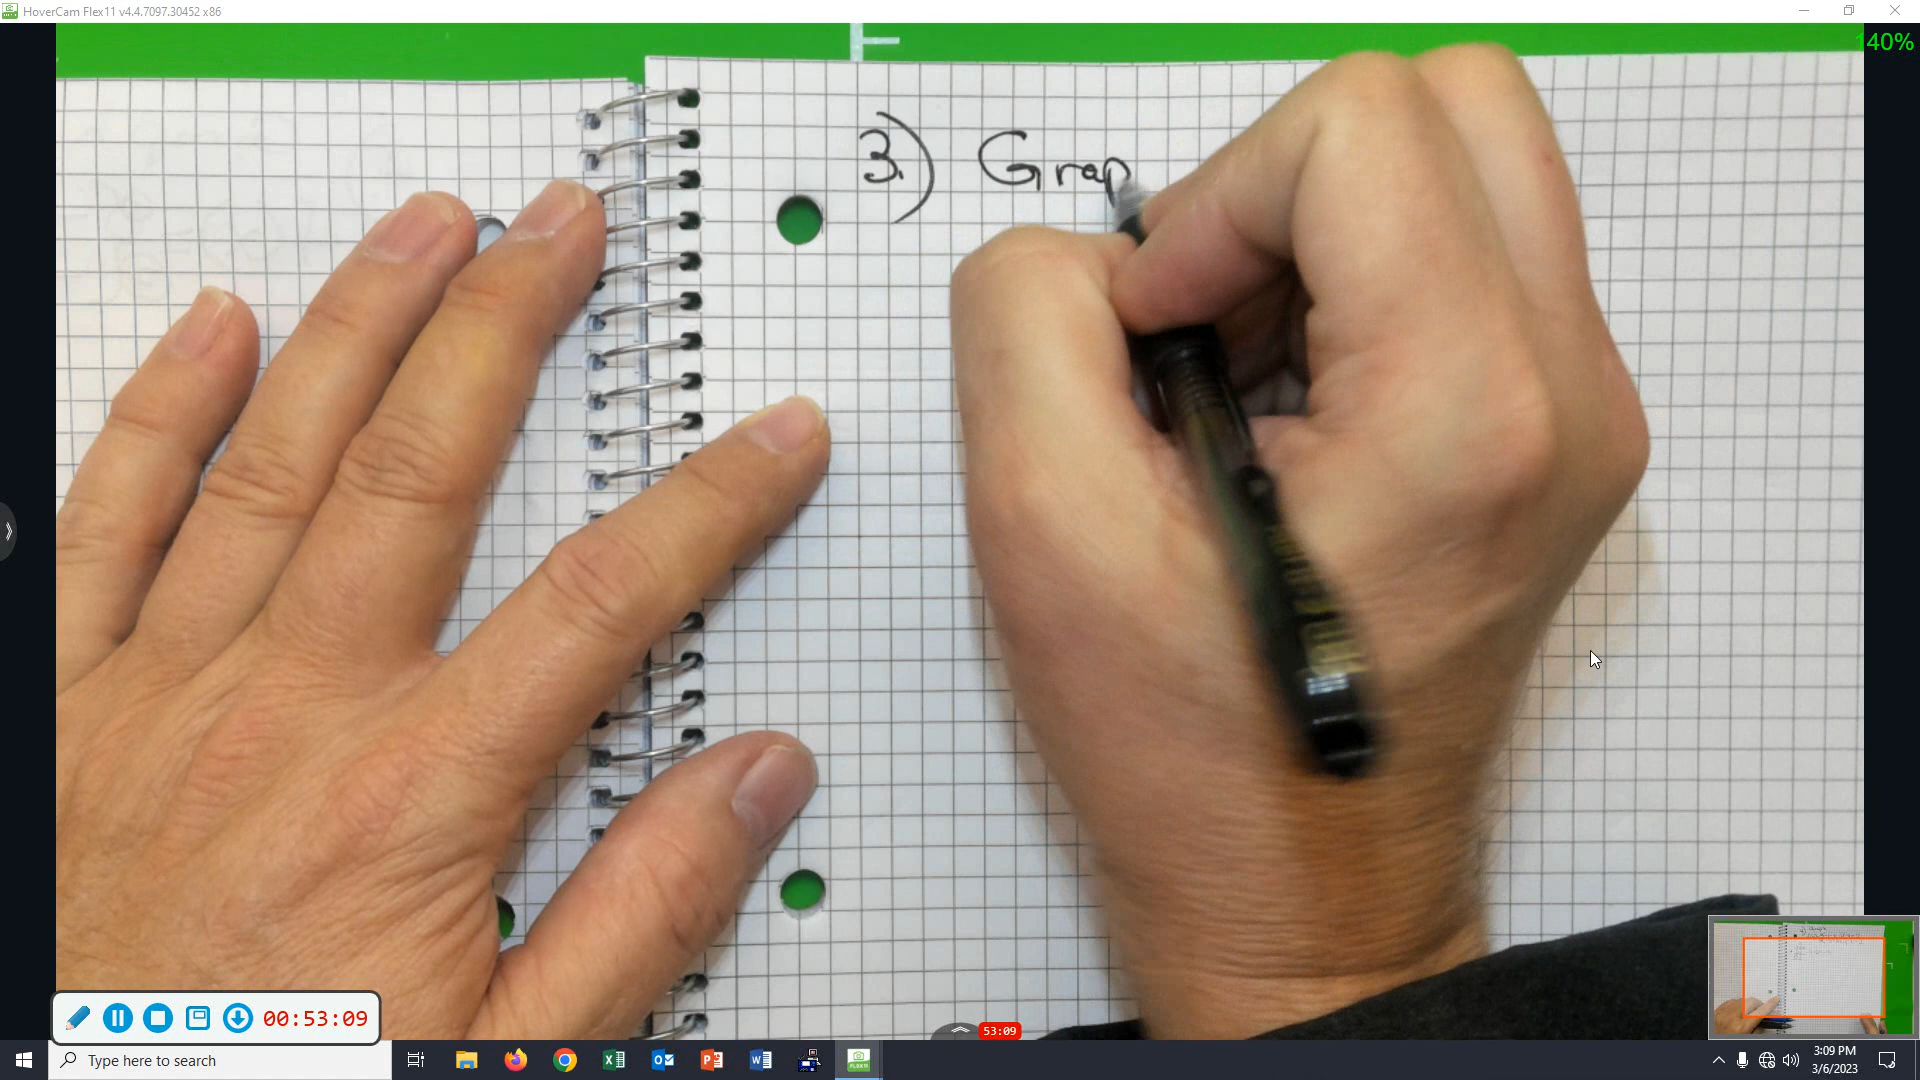 HoverCam Flex11 v4.4.7097.30452 x86
140%
3.) Grap
00:53:09
53:09
Type here to search
3:09 PM
3/6/2023